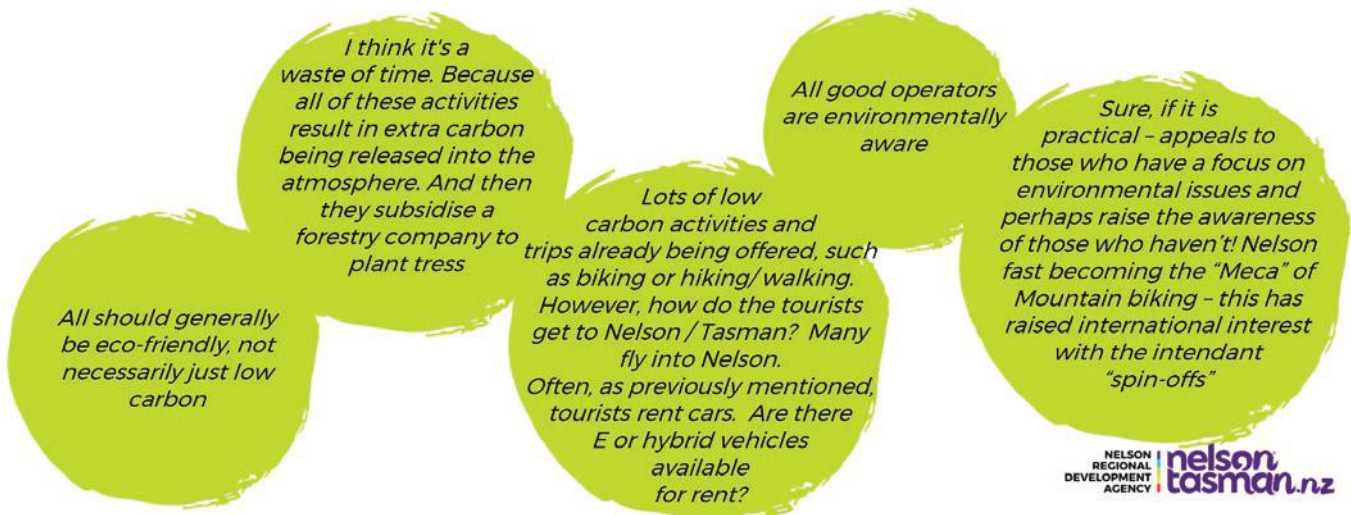 All should generally
be eco-friendly, not
necessarily just low
carbon
I think it's a
waste of time. Because
all of these activities
result in extra carbon
being released into the
atmosphere. And then
they subsidise a
forestry company to
plant tress
Lots of low
carbon activities and
trips already being offered, such
as biking or hiking/ walking.
However, how do the tourists
get to Nelson / Tasman? Many
fly into Nelson.
Often, as previously mentioned,
tourists rent cars. Are there
E or hybrid vehicles
available
for rent?
All good operators
are environmentally
aware
Sure, if it is
practical – appeals to
those who have a focus on
environmental issues and
perhaps raise the awareness
of those who haven't! Nelson
fast becoming the “Meca” of
Mountain biking – this has
raised international interest
with the intendant
“spin-offs”
NELSON
REGIONAL
DEVELOPMENT
AGENCY
nelson
tasman.nz